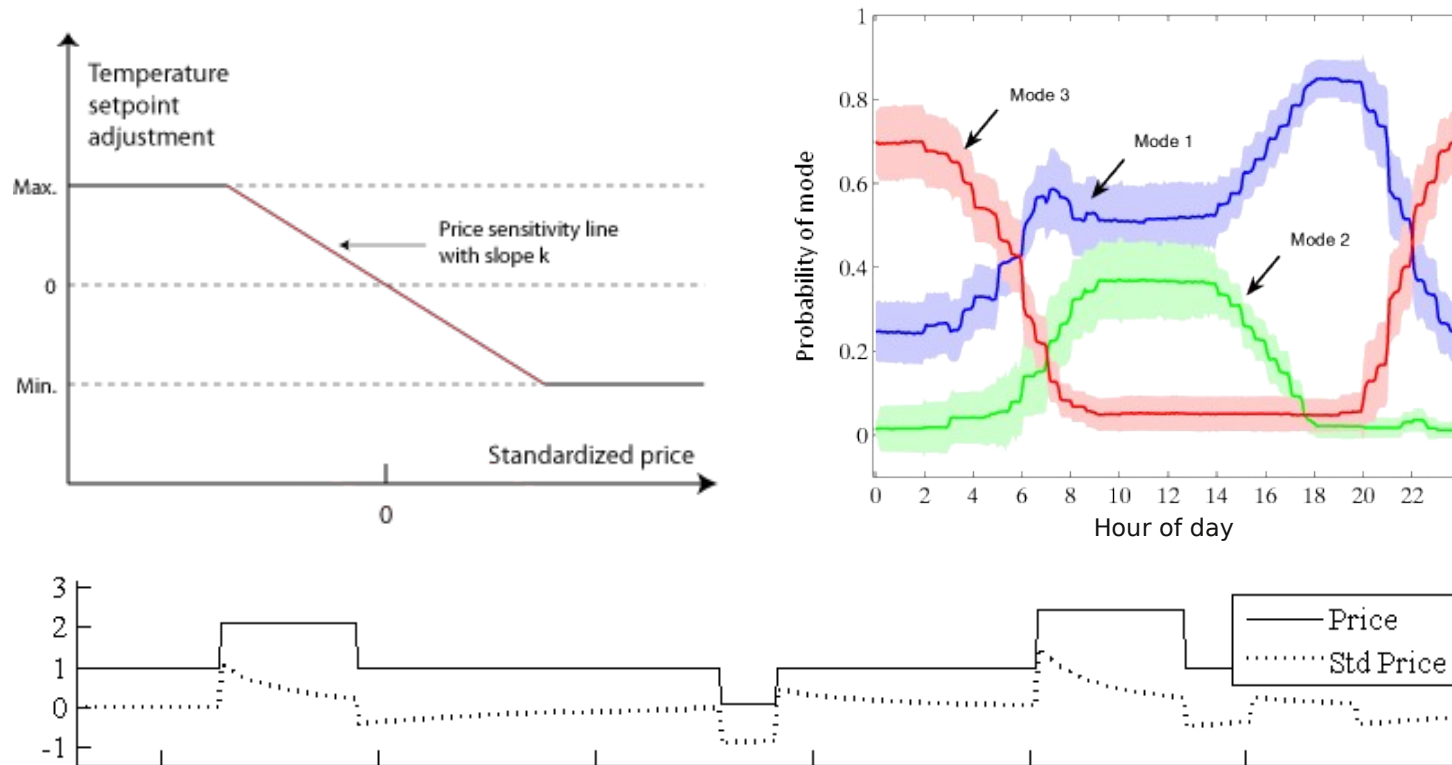 Temperature
setpoint
adjustment
Max.
0
Min.
Price sensitivity line
with slope k
Standardized price
0
1
0.8
0.6
0.4
0.2
0
Probability of mode
Mode 3
Mode 1
Mode 2
0 2 4 6 8 10 12 14 16 18 20 22
Hour of day
3
2
1
0
-1
Price
Std Price